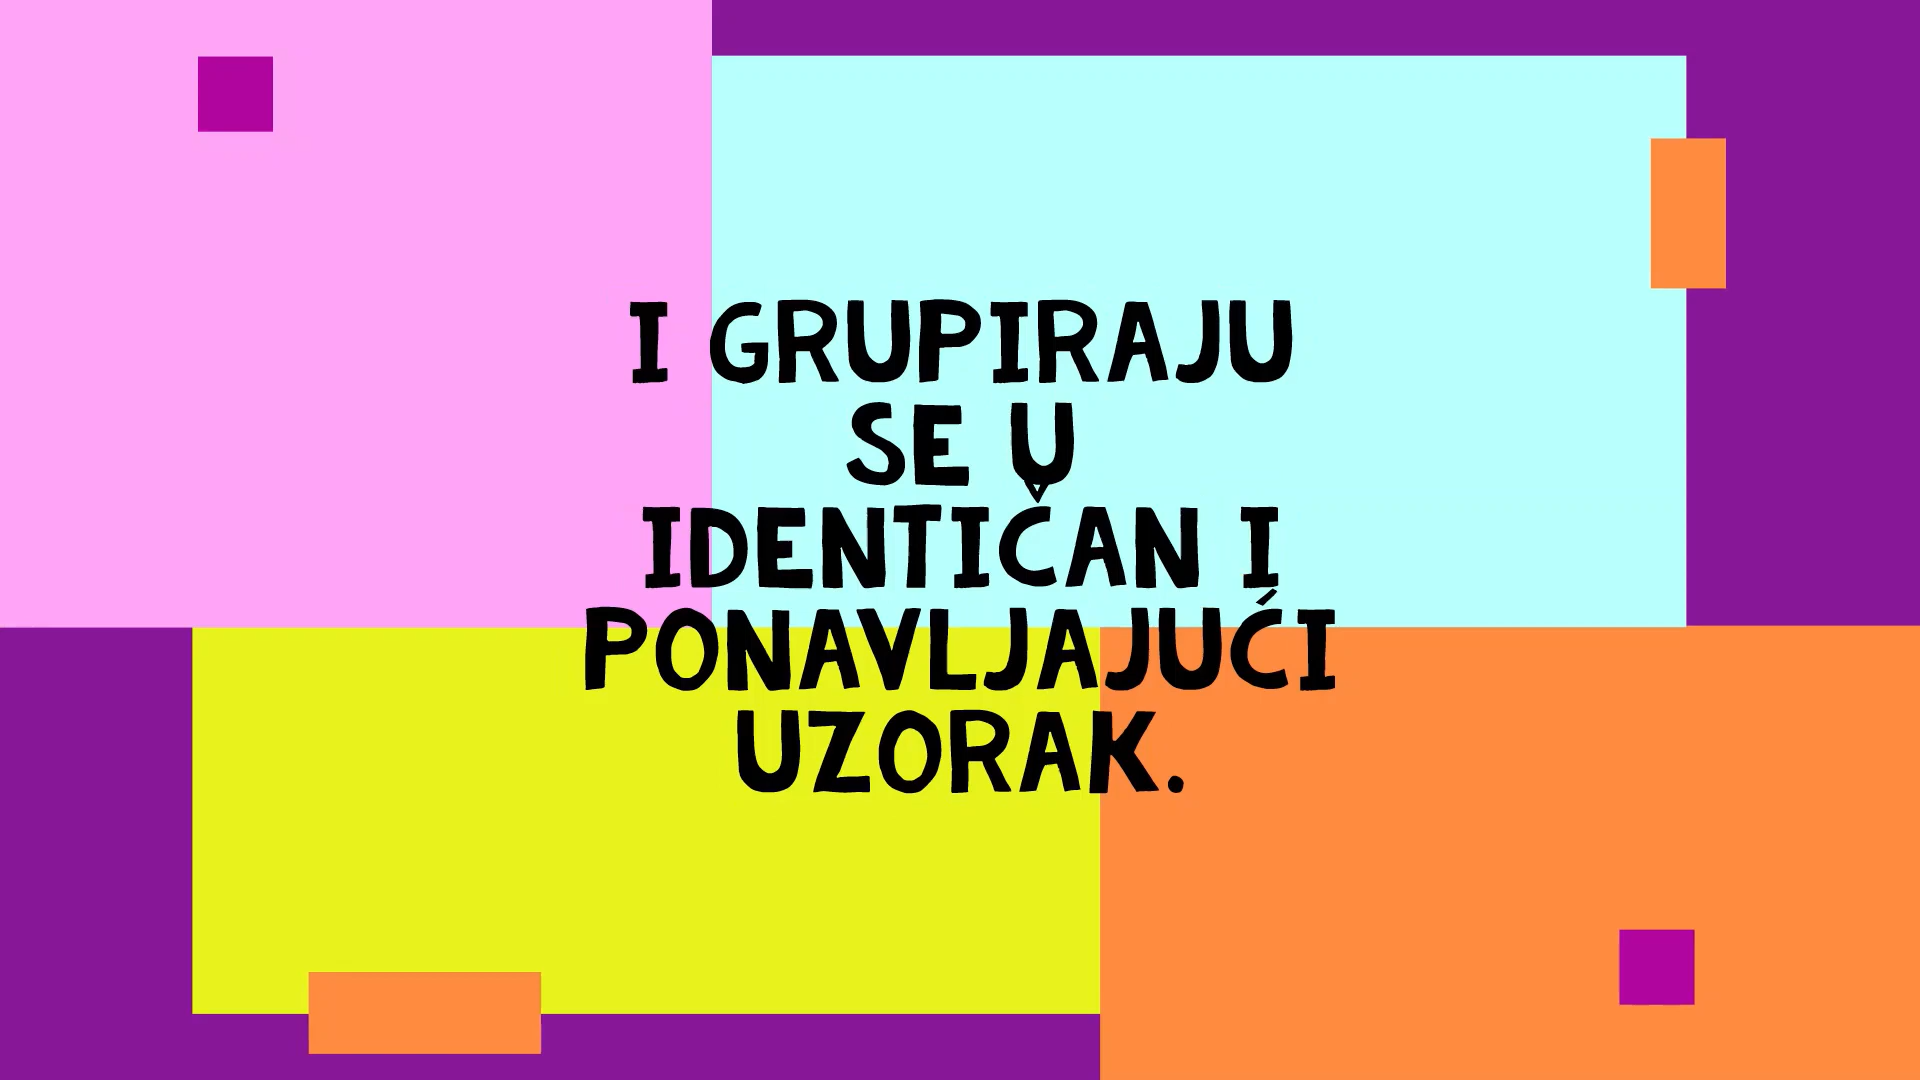 I GRUPIRAJU
SE U
IDENTIČAN I
PONAVLJAJUĆI
UZORAK.